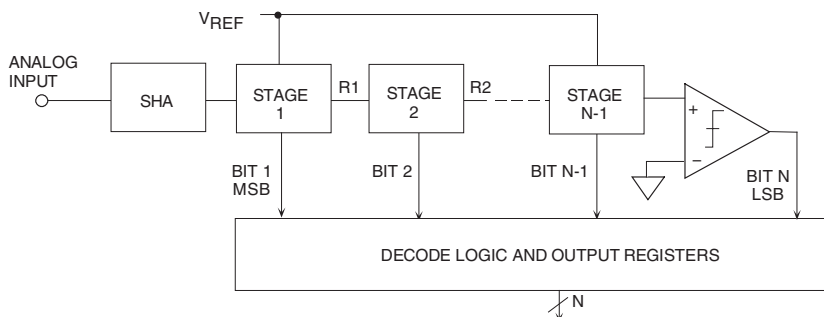 VREF
ANALOG
INPUT
SHA
STAGE
1
R1
STAGE
2
R2
STAGE
N-1
+
−
BIT 1
MSB
BIT 2
BIT N-1
BIT N
LSB
DECODE LOGIC AND OUTPUT REGISTERS
N